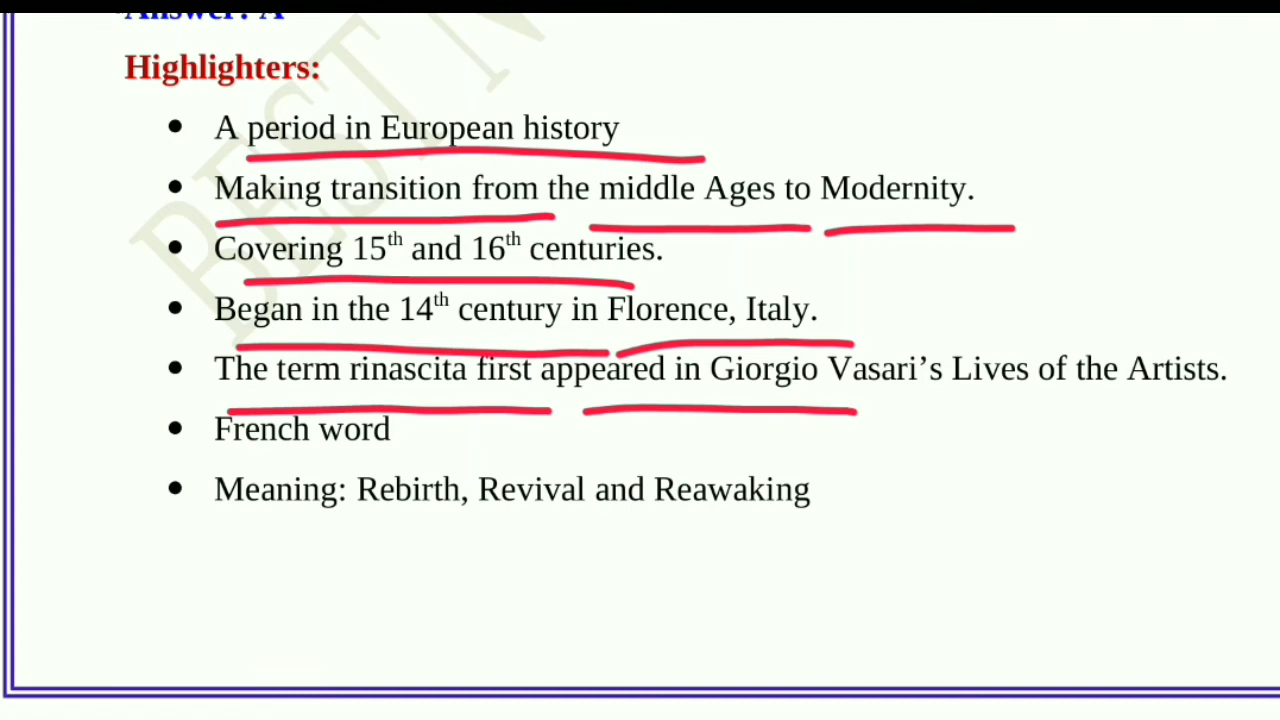 Answer: A
Highlighters:
• A period in European history
• Making transition from the middle Ages to Modernity.
• Covering 15th and 16th centuries.
• Began in the 14th century in Florence, Italy.
• The term rinascita first appeared in Giorgio Vasari’s Lives of the Artists.
• French word
• Meaning: Rebirth, Revival and Reawaking
BEST N